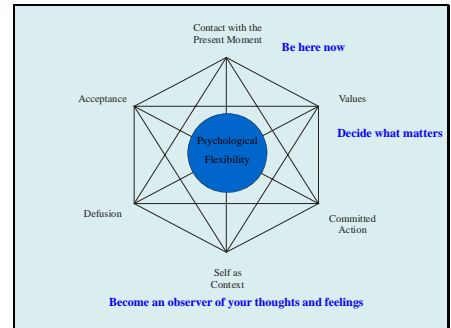 Contact with the
Present Moment
Be here now
Acceptance
Values
Psychological
Flexibility
Decide what matters
Defusion
Committed
Action
Self as
Context
Become an observer of your thoughts and feelings